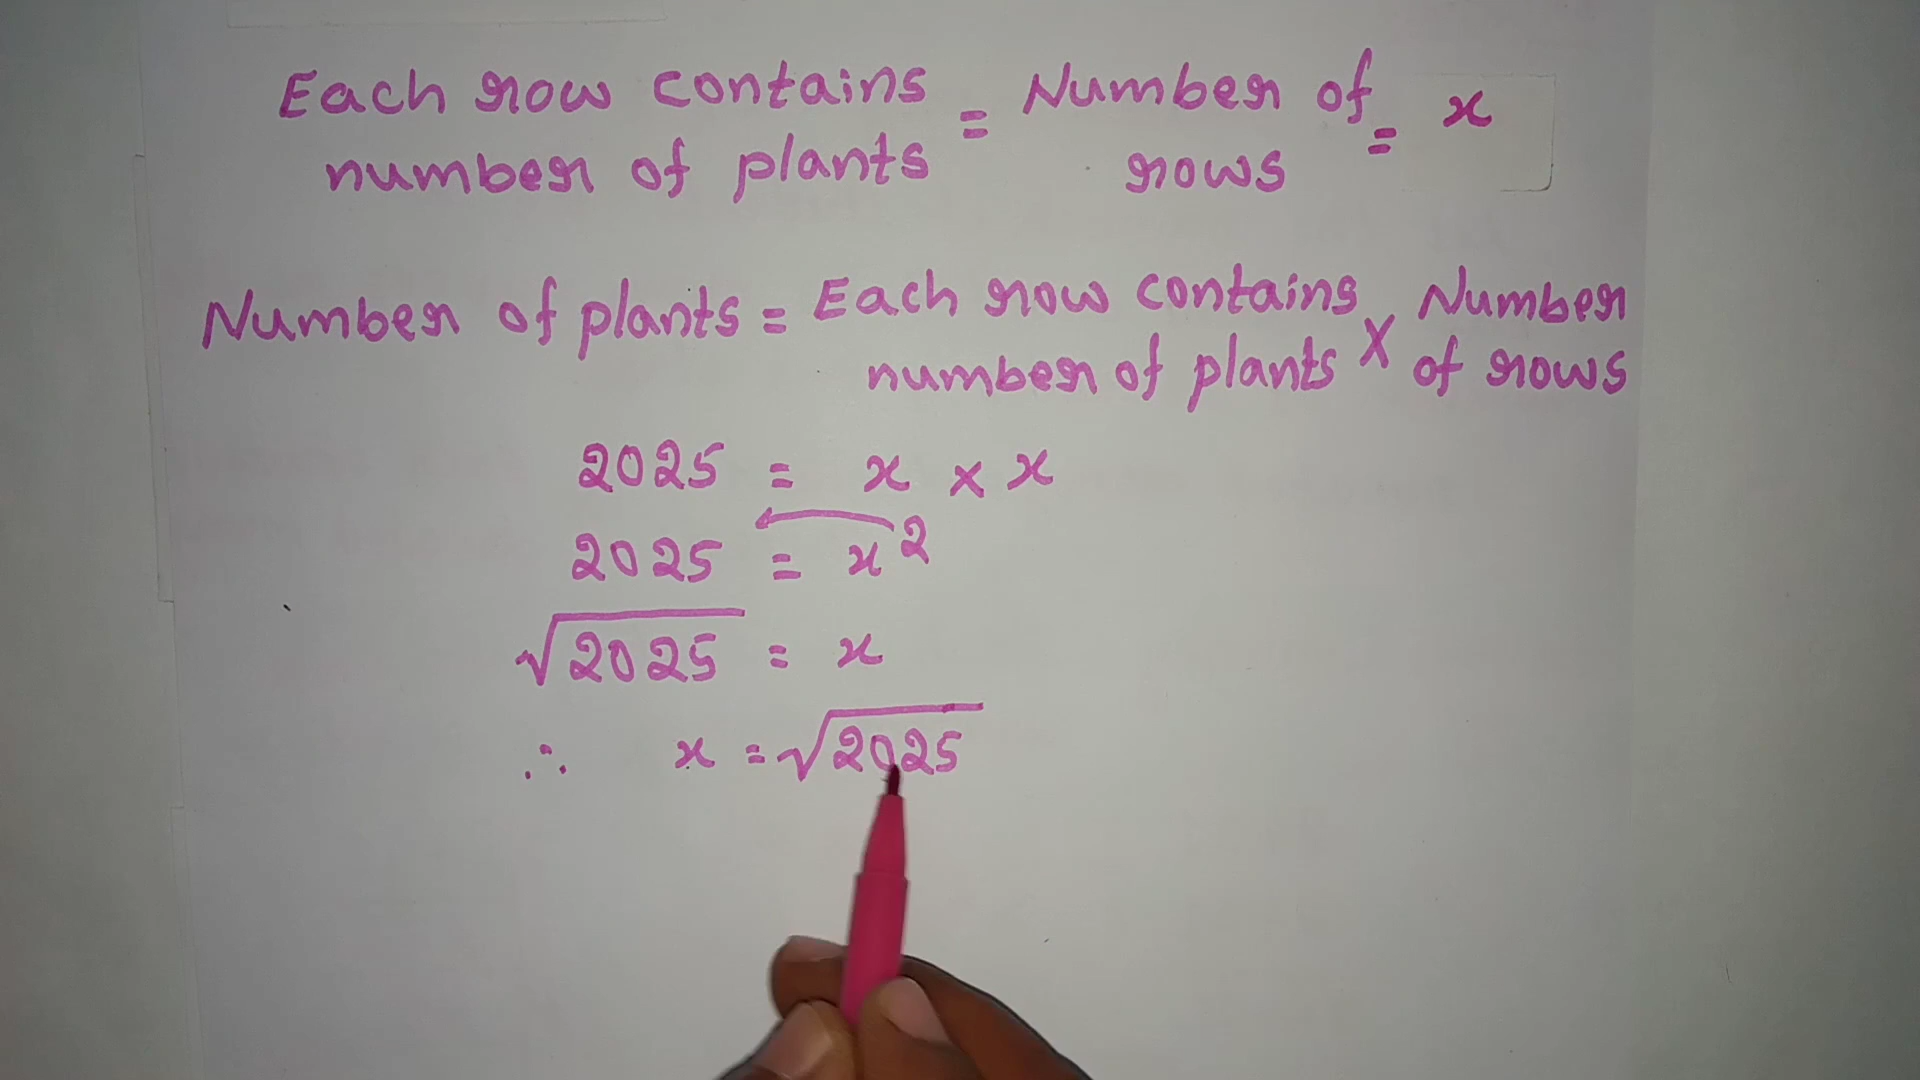 Each row contains = Number of = x
number of plants rows
Number of plants = Each row contains × Number
number of plants of rows
2025 = x × x
2025 = x²
√2025 = x
∴ x = √2025